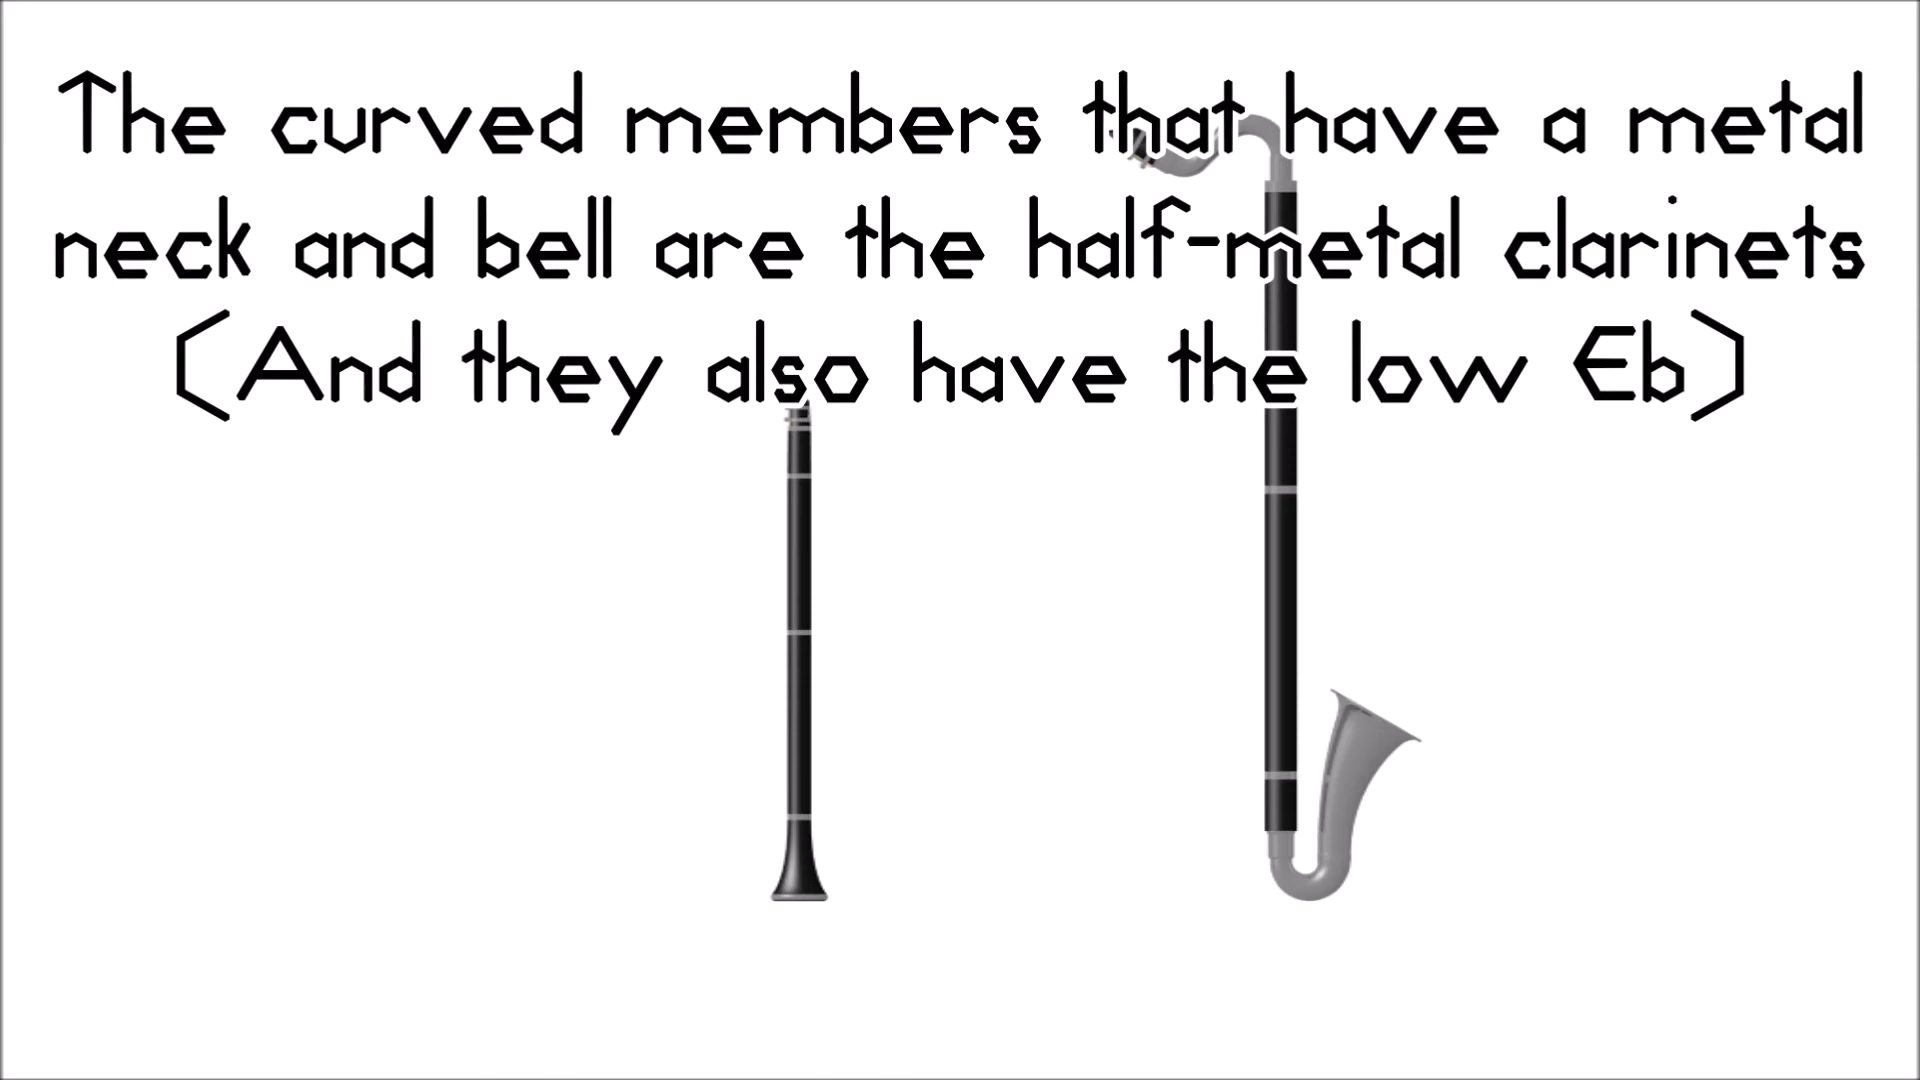 The curved members that have a metal
neck and bell are the half-metal clarinets
(And they also have the low Eb)